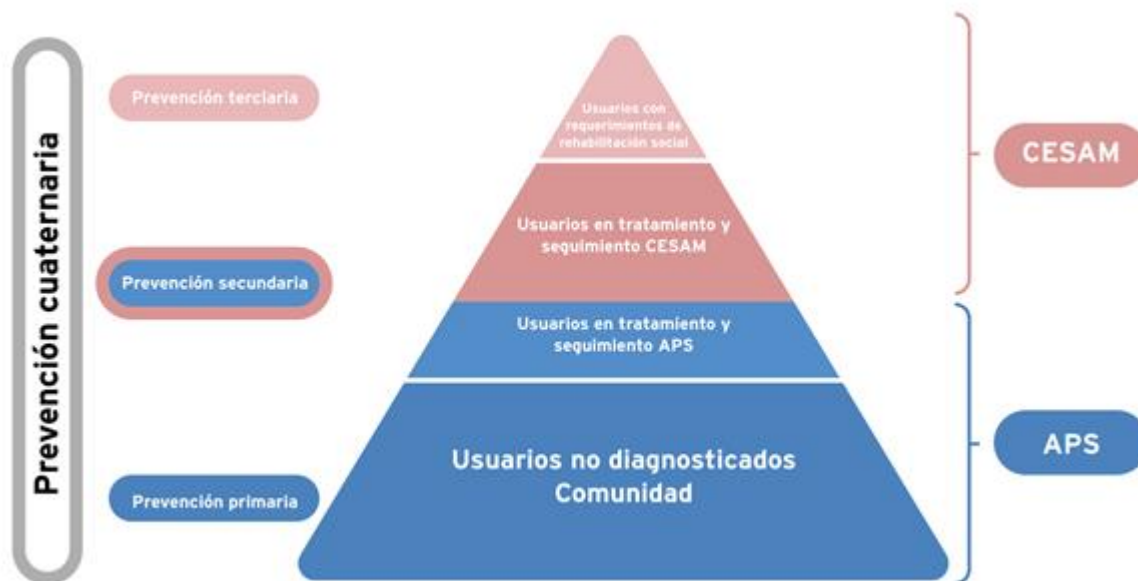 Prevención cuaternaria
Prevención terciaria
Prevención secundaria
Prevención primaria
Usuarios con
requerimientos de
rehabilitación social
Usuarios en tratamiento y
seguimiento CESAM
Usuarios en tratamiento y
seguimiento APS
Usuarios no diagnosticados
Comunidad
CESAM
APS